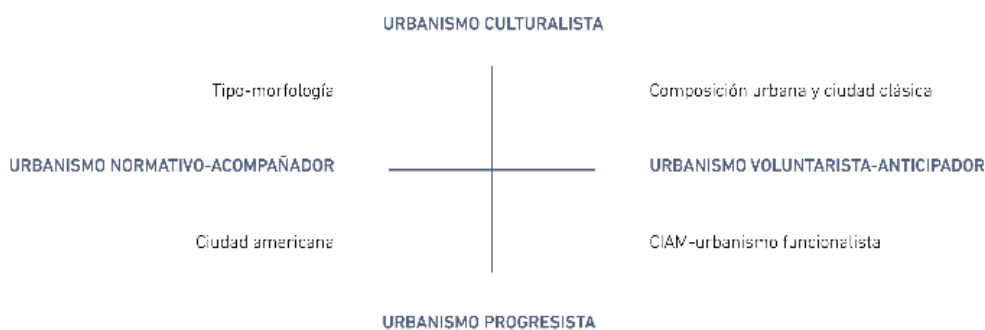 URBANISMO CULTURALISTA
Tipo-morfología
Composición urbana y ciudad clásica
URBANISMO NORMATIVO-ACOMPAÑADOR
URBANISMO VOLUNTARISTA-ANTICIPADOR
Ciudad americana
CIAM-urbanismo funcionalista
URBANISMO PROGRESISTA